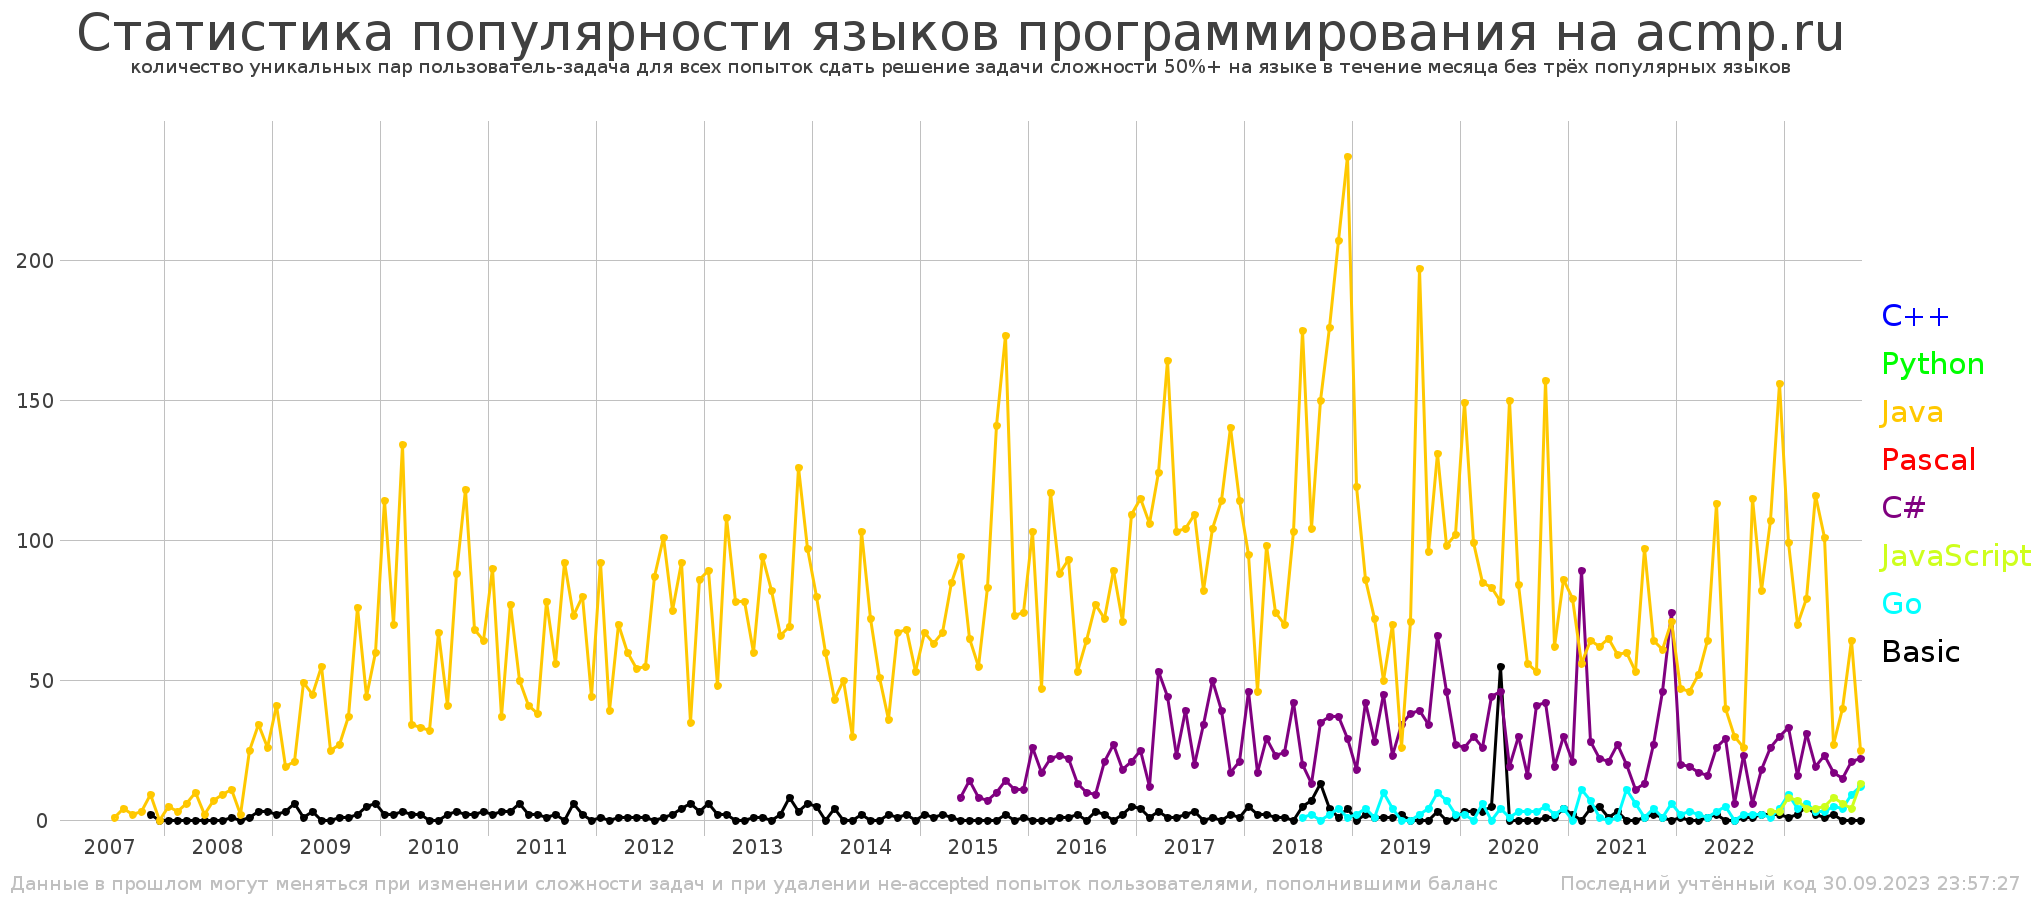 Статистика популярности языков программирования на acmp.ru
количество уникальных пар пользователь-задача для всех попыток сдать решение задачи сложности 50%+ на языке в течение месяца без трёх популярных языков
200
150
100
50
0
C++
Python
Java
Pascal
C#
JavaScript
Go
Basic
2007 2008 2009 2010 2011 2012 2013 2014 2015 2016 2017 2018 2019 2020 2021 2022
Данные в прошлом могут меняться при изменении сложности задач и при удалении не-accepted попыток пользователями, пополнившими баланс
Последний учтённый код 30.09.2023 23:57:27